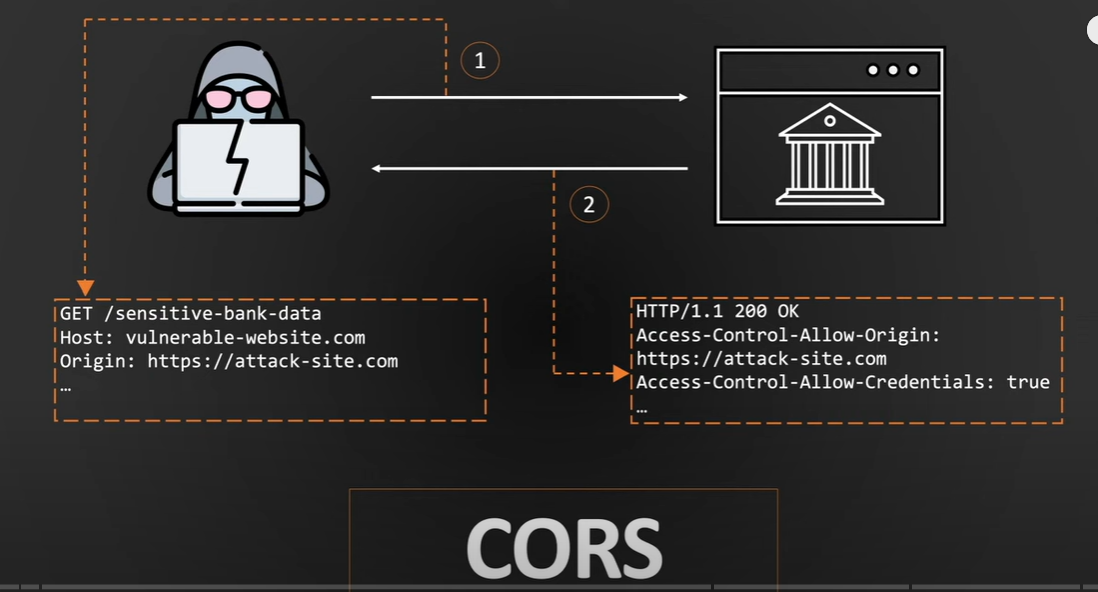 1
2
GET /sensitive-bank-data
Host: vulnerable-website.com
Origin: https://attack-site.com
…
HTTP/1.1 200 OK
Access-Control-Allow-Origin:
https://attack-site.com
Access-Control-Allow-Credentials: true
…
CORS